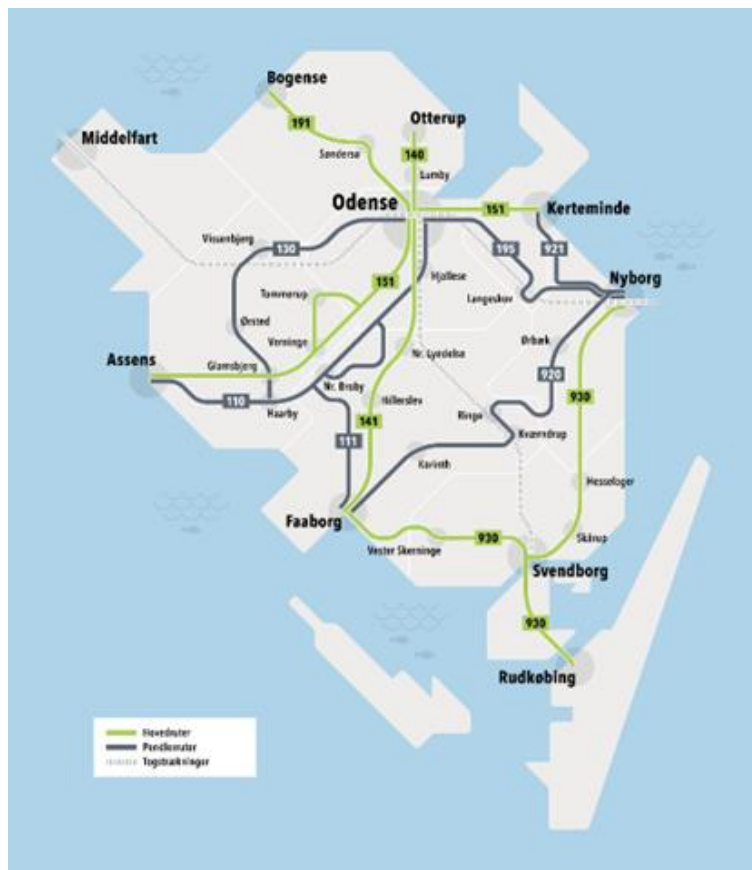 Bogense
191
Otterup
Middelfart
Søndersø
140
Lumby
Odense
151
Kerteminde
Vissenbjerg
130
195
921
Hjallese
Nyborg
Tommerup
151
Langeskov
Ørsted
Verninge
Nr. Lyndelse
Ørbæk
Assens
Glamsbjerg
920
110
Haarby
Nr. Broby
Hillerslev
930
141
Ringe
111
Kværndrup
Korinth
Hesselager
Faaborg
930
Skårup
Vester Skerninge
Svendborg
930
Rudkøbing
Hovedruter
Pendlerruter
Togstrækninger